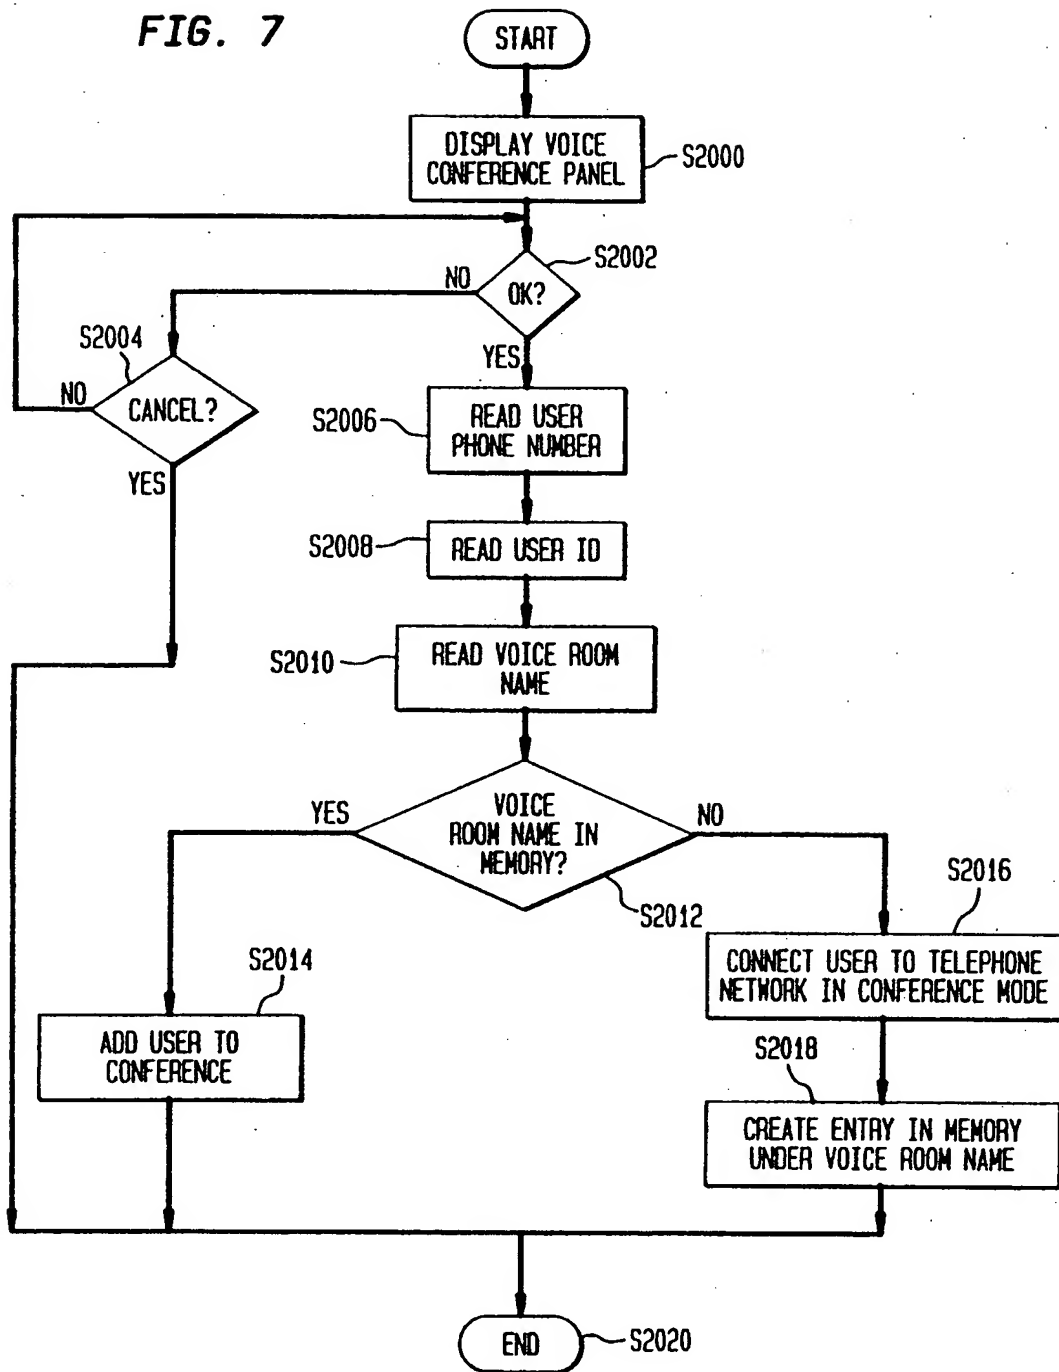 FIG. 7
START
DISPLAY VOICE
CONFERENCE PANEL
S2000
S2002
NO
OK?
S2004
YES
NO
CANCEL?
S2006
READ USER
PHONE NUMBER
YES
S2008
READ USER ID
S2010
READ VOICE ROOM
NAME
YES
VOICE
ROOM NAME IN
MEMORY?
NO
S2012
S2016
S2014
CONNECT USER TO TELEPHONE
NETWORK IN CONFERENCE MODE
ADD USER TO
CONFERENCE
S2018
CREATE ENTRY IN MEMORY
UNDER VOICE ROOM NAME
END
S2020